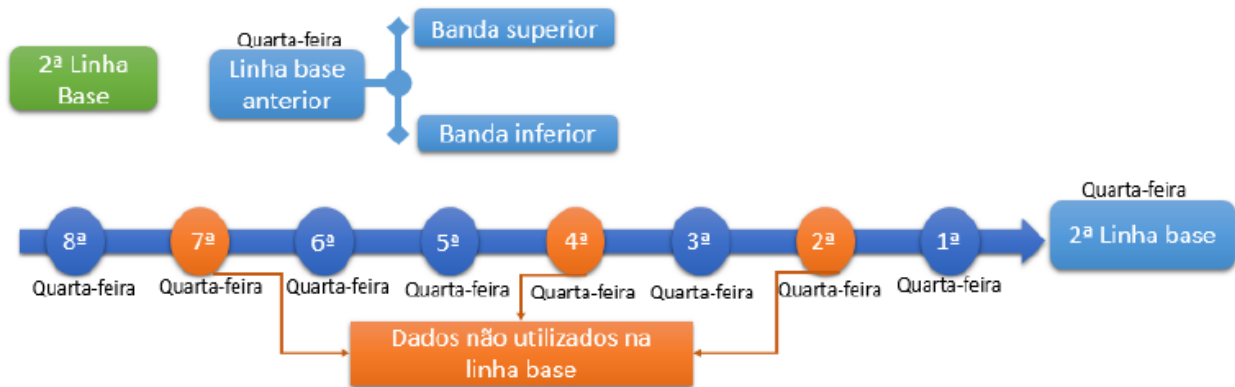 2ª Linha
Base
Quarta-feira
Linha base
anterior
Banda superior
Banda inferior
8ª
7ª
6ª
5ª
4ª
3ª
2ª
1ª
Quarta-feira
2ª Linha base
Quarta-feira
Quarta-feira
Quarta-feira
Quarta-feira
Quarta-feira
Quarta-feira
Quarta-feira
Quarta-feira
Dados não utilizados na
linha base